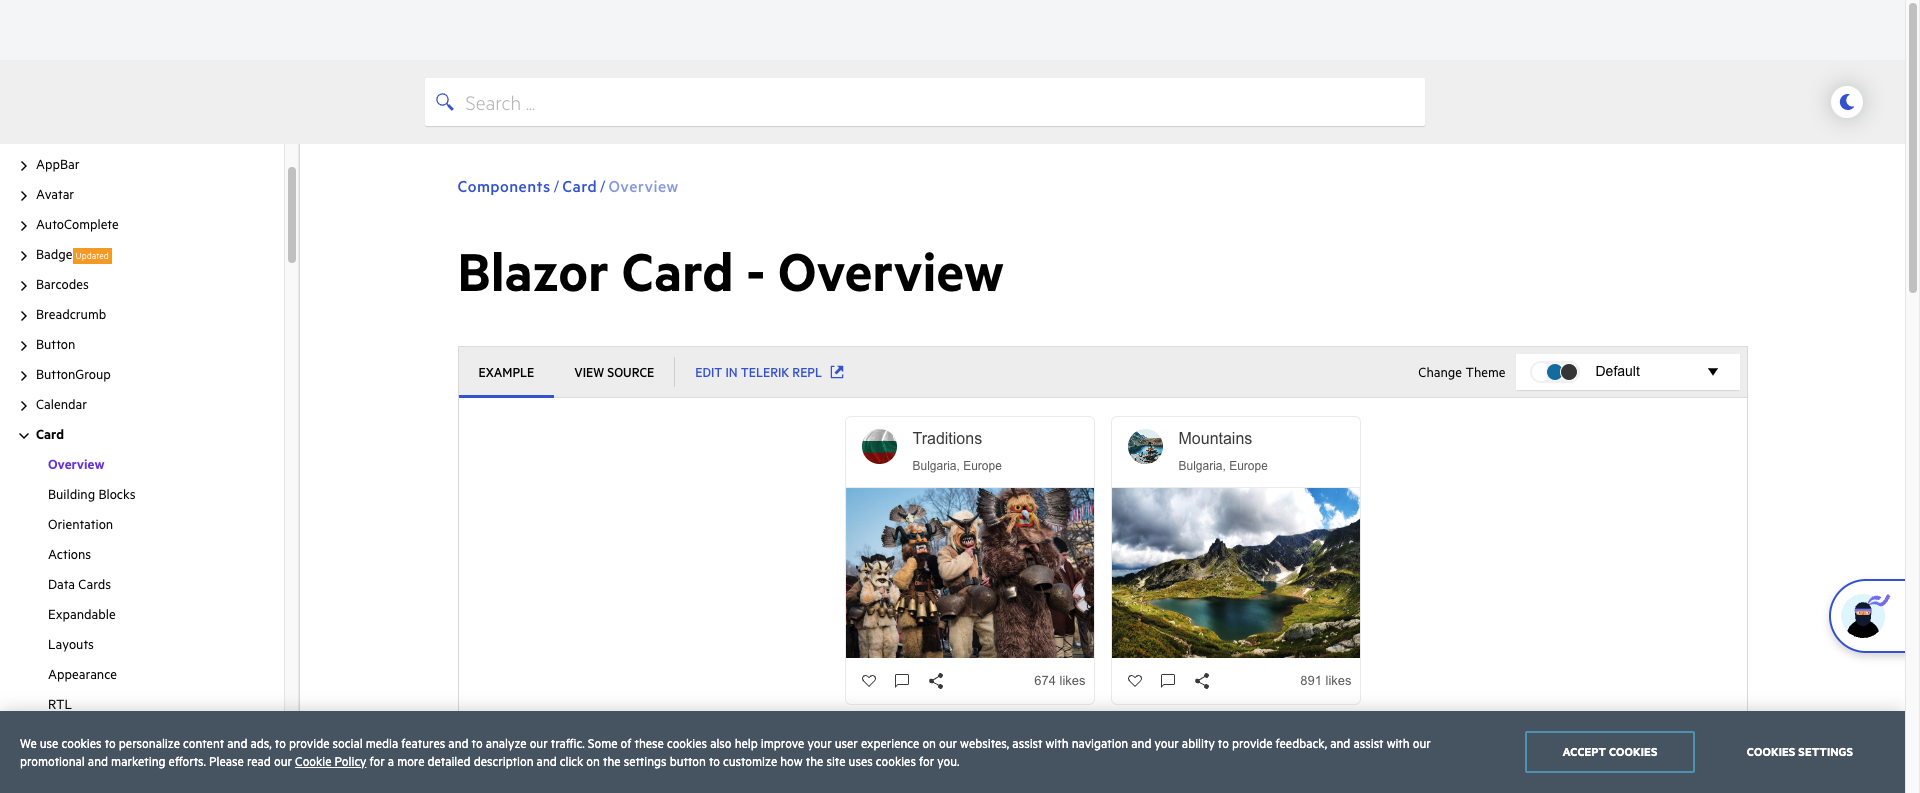 Search ...
AppBar
Avatar
AutoComplete
Badge Updated
Barcodes
Breadcrumb
Button
ButtonGroup
Calendar
Card
Overview
Building Blocks
Orientation
Actions
Data Cards
Expandable
Layouts
Appearance
RTL
Components / Card / Overview
Blazor Card - Overview
EXAMPLE VIEW SOURCE EDIT IN TELERIK REPL Change Theme Default
Traditions
Bulgaria, Europe
674 likes
Mountains
Bulgaria, Europe
891 likes
We use cookies to personalize content and ads, to provide social media features and to analyze our traffic. Some of these cookies also help improve your user experience on our websites, assist with navigation and your ability to provide feedback, and assist with our
promotional and marketing efforts. Please read our Cookie Policy for a more detailed description and click on the settings button to customize how the site uses cookies for you.
ACCEPT COOKIES
COOKIES SETTINGS